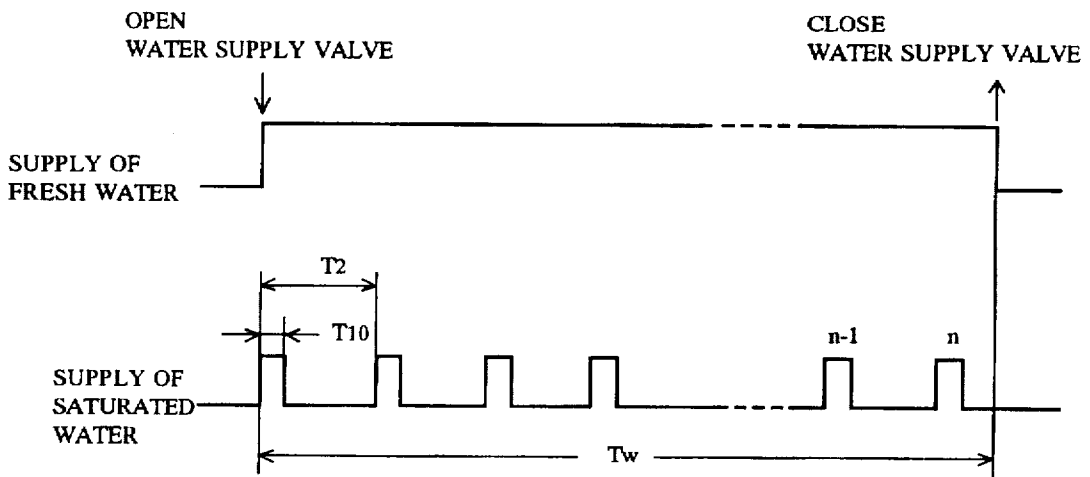 OPEN
WATER SUPPLY VALVE
CLOSE
WATER SUPPLY VALVE
SUPPLY OF
FRESH WATER
T2
T10
n-1
n
SUPPLY OF
SATURATED
WATER
Tw